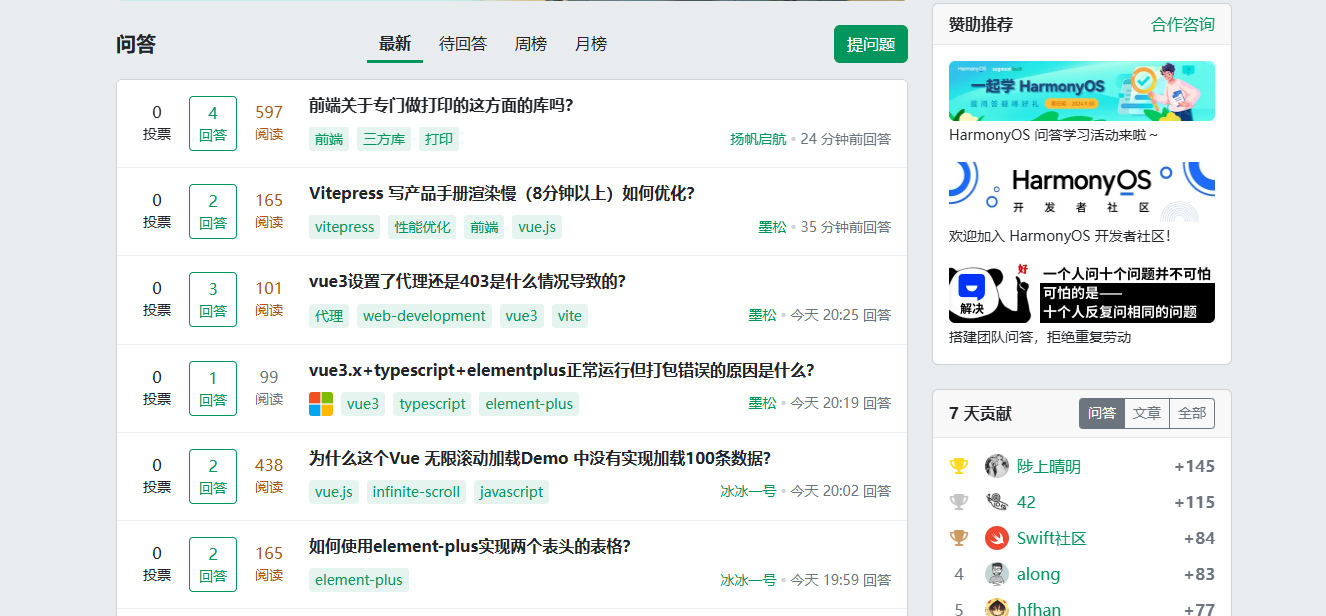 问答
最新 待回答 周榜 月榜
提问题
0 投票 4 回答 597 阅读
前端关于专门做打印的这方面的库吗？
前端 三方库 打印
扬帆启航 • 24 分钟前回答
0 投票 2 回答 165 阅读
Vitepress 写产品手册渲染慢（8分钟以上）如何优化？
vitepress 性能优化 前端 vue.js
墨松 • 35 分钟前回答
0 投票 3 回答 101 阅读
vue3设置了代理还是403是什么情况导致的？
代理 web-development vue3 vite
墨松 • 今天 20:25 回答
0 投票 1 回答 99 阅读
vue3.x+typescript+elementplus正常运行但打包错误的原因是什么？
vue3 typescript element-plus
墨松 • 今天 20:19 回答
0 投票 2 回答 438 阅读
为什么这个Vue 无限滚动加载Demo 中没有实现加载100条数据？
vue.js infinite-scroll javascript
冰冰一号 • 今天 20:02 回答
0 投票 2 回答 165 阅读
如何使用element-plus实现两个表头的表格？
element-plus
冰冰一号 • 今天 19:59 回答
赞助推荐 合作咨询
HarmonyOS
一起学 HarmonyOS
提问答疑得好礼
HarmonyOS 问答学习活动来啦～
HarmonyOS
开发者社区
欢迎加入 HarmonyOS 开发者社区！
解决
好
一个人问十个问题并不可怕
可怕的是——
十个人反复问相同的问题
搭建团队问答，拒绝重复劳动
7 天贡献 问答 文章 全部
陟上晴明 +145
42 +115
Swift社区 +84
4 along +83
5 hfhan +77